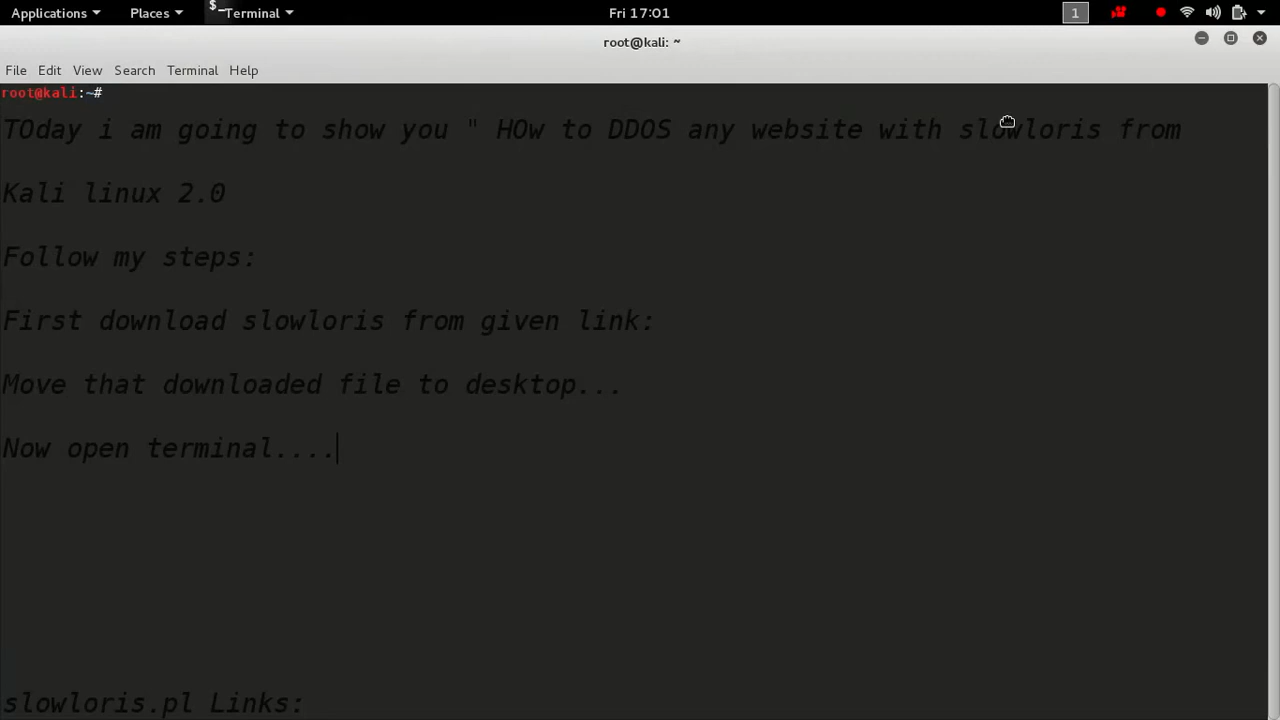 Applications Places $_ Terminal Fri 17:01 1
root@kali: ~
File Edit View Search Terminal Help
root@kali:~#
TOday i am going to show you " HOw to DDOS any website with slowloris from
Kali linux 2.0
Follow my steps:
First download slowloris from given link:
Move that downloaded file to desktop...
Now open terminal....
slowloris.pl Links: